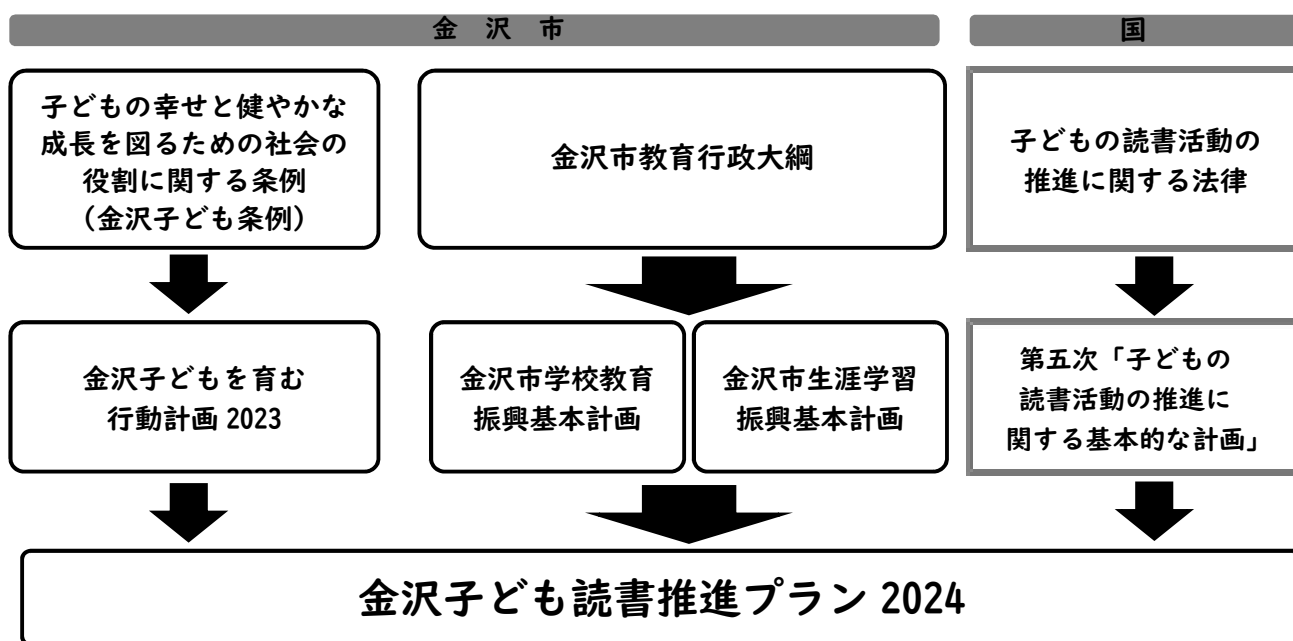 金 沢 市
国
子どもの幸せと健やかな
成長を図るための社会の
役割に関する条例
（金沢子ども条例）
金沢市教育行政大綱
子どもの読書活動の
推進に関する法律
金沢子どもを育む
行動計画 2023
金沢市学校教育
振興基本計画
金沢市生涯学習
振興基本計画
第五次「子どもの
読書活動の推進に
関する基本的な計画」
金沢子ども読書推進プラン 2024